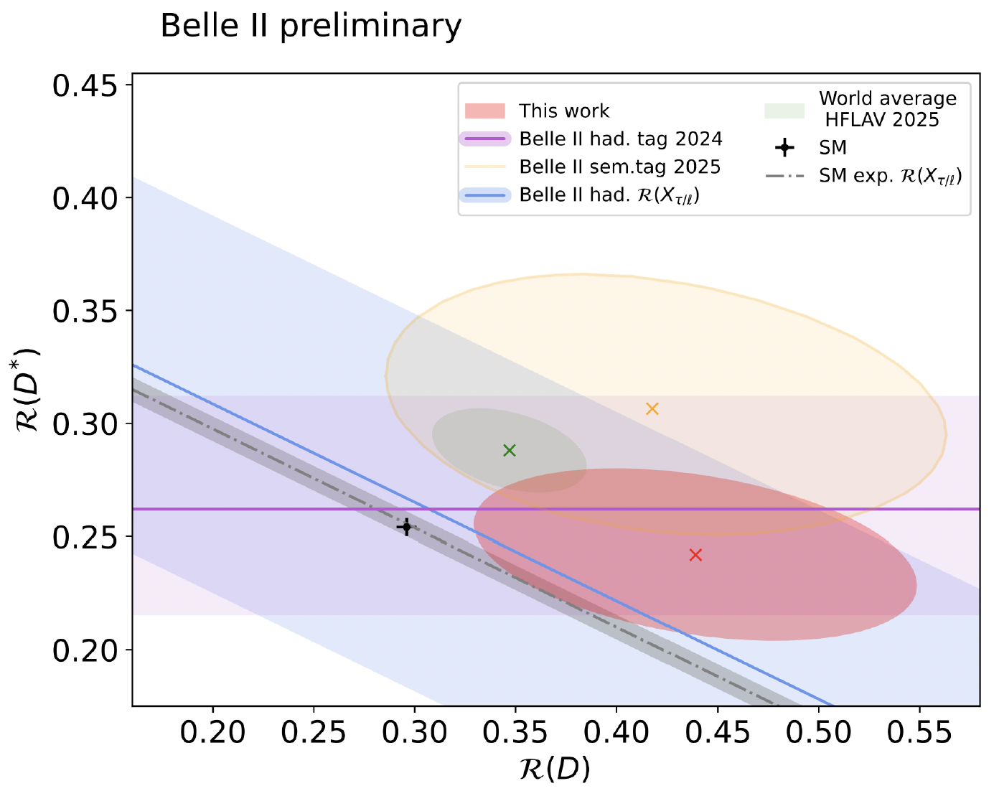 Belle II preliminary
This work
Belle II had. tag 2024
Belle II sem.tag 2025
Belle II had. R(X_{τ/ℓ})
World average
HFLAV 2025
SM
SM exp. R(X_{τ/ℓ})
R(D*)
0.45
0.40
0.35
0.30
0.25
0.20
0.20 0.25 0.30 0.35 0.40 0.45 0.50 0.55
R(D)